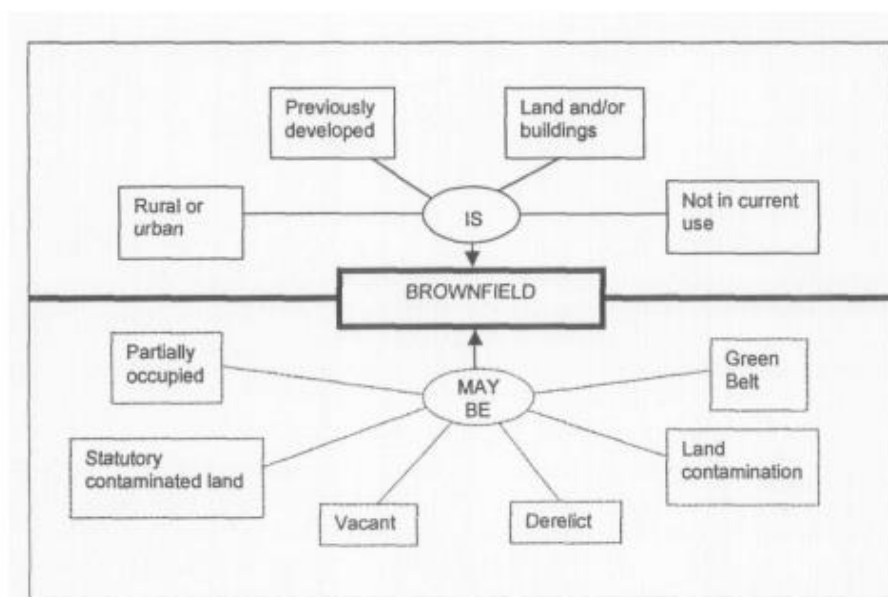 Previously
developed
Land and/or
buildings
Rural or
urban
IS
Not in current
use
BROWNFIELD
Partially
occupied
MAY
BE
Green
Belt
Statutory
contaminated land
Land
contamination
Vacant
Derelict